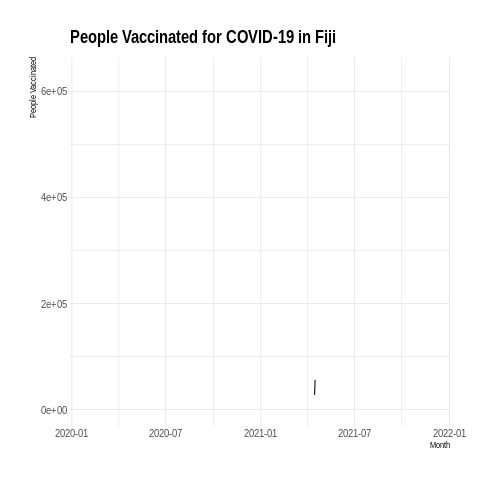 People Vaccinated for COVID-19 in Fiji
People Vaccinated
6e+05
4e+05
2e+05
0e+00
2020-01 2020-07 2021-01 2021-07 2022-01
Month